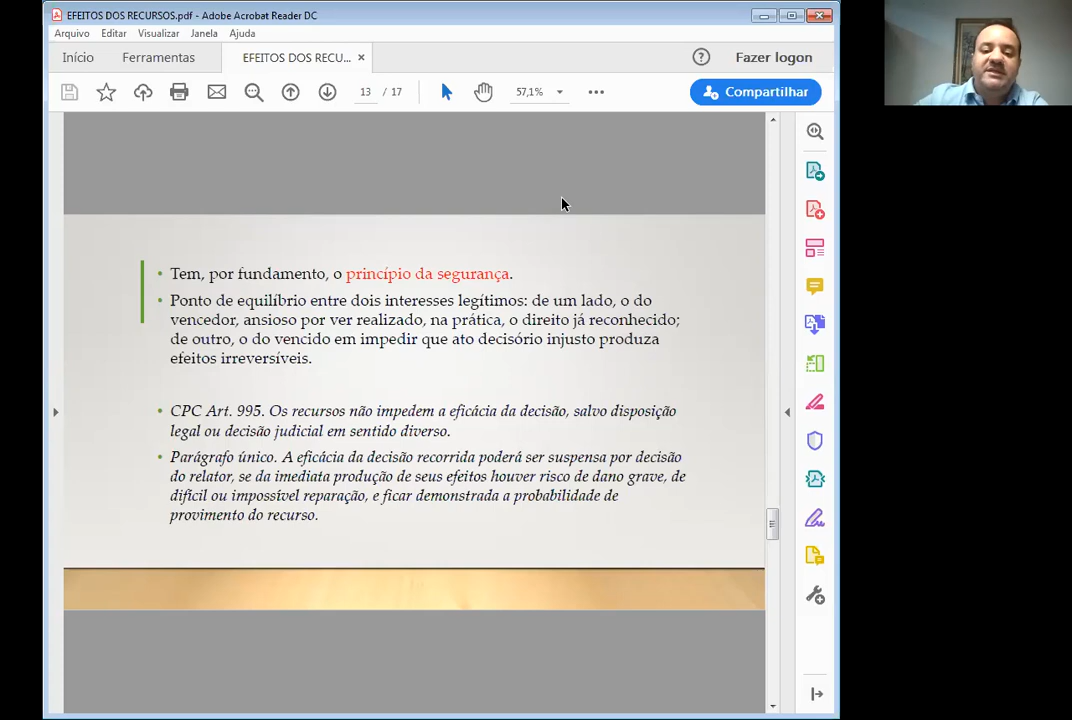 EFEITOS DOS RECURSOS.pdf - Adobe Acrobat Reader DC
Arquivo Editar Visualizar Janela Ajuda
Início Ferramentas EFEITOS DOS RECU... × Fazer logon
13 / 17 57,1% Compartilhar
• Tem, por fundamento, o princípio da segurança.
• Ponto de equilíbrio entre dois interesses legítimos: de um lado, o do
vencedor, ansioso por ver realizado, na prática, o direito já reconhecido;
de outro, o do vencido em impedir que ato decisório injusto produza
efeitos irreversíveis.
• CPC Art. 995. Os recursos não impedem a eficácia da decisão, salvo disposição
legal ou decisão judicial em sentido diverso.
• Parágrafo único. A eficácia da decisão recorrida poderá ser suspensa por decisão
do relator, se da imediata produção de seus efeitos houver risco de dano grave, de
difícil ou impossível reparação, e ficar demonstrada a probabilidade de
provimento do recurso.